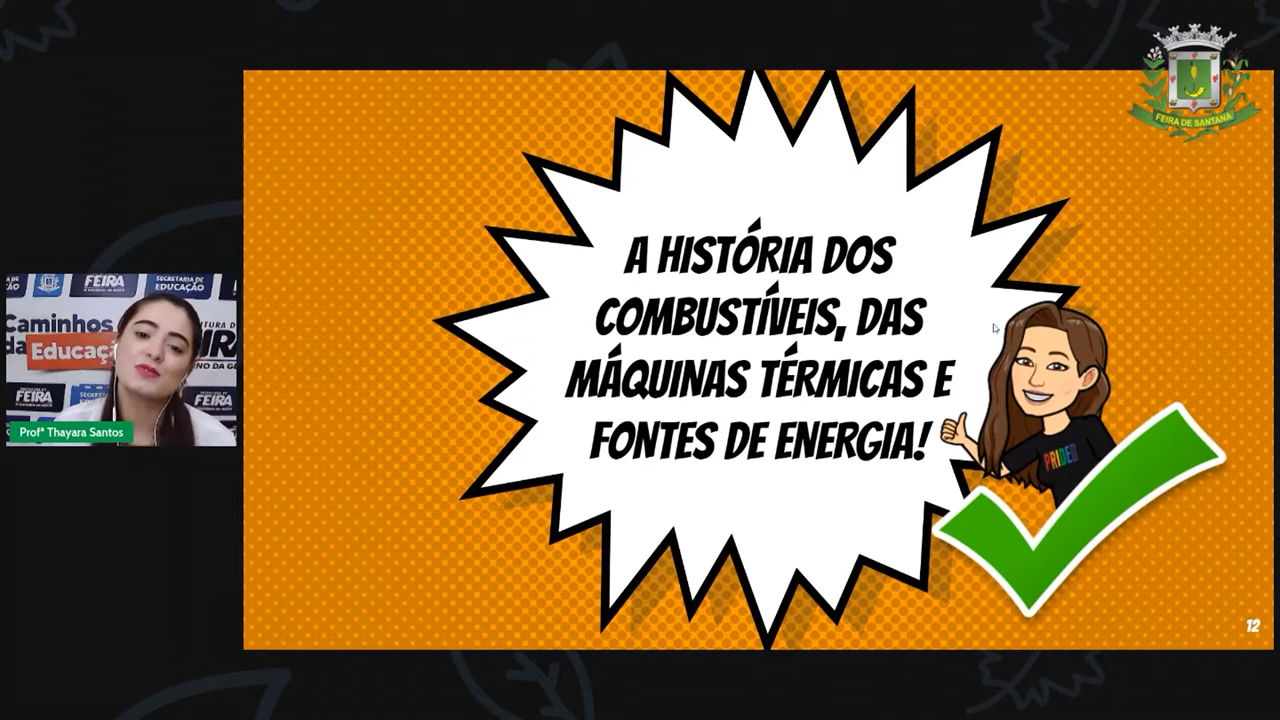 FEIRA DE SANTANA
A HISTÓRIA DOS
COMBUSTÍVEIS, DAS
MÁQUINAS TÉRMICAS E
FONTES DE ENERGIA!
PRIDE
12
FEIRA
SECRETARIA DE
EDUCAÇÃO
Caminhos
da Educaç
FEIRA
FEIRA
Profª Thayara Santos